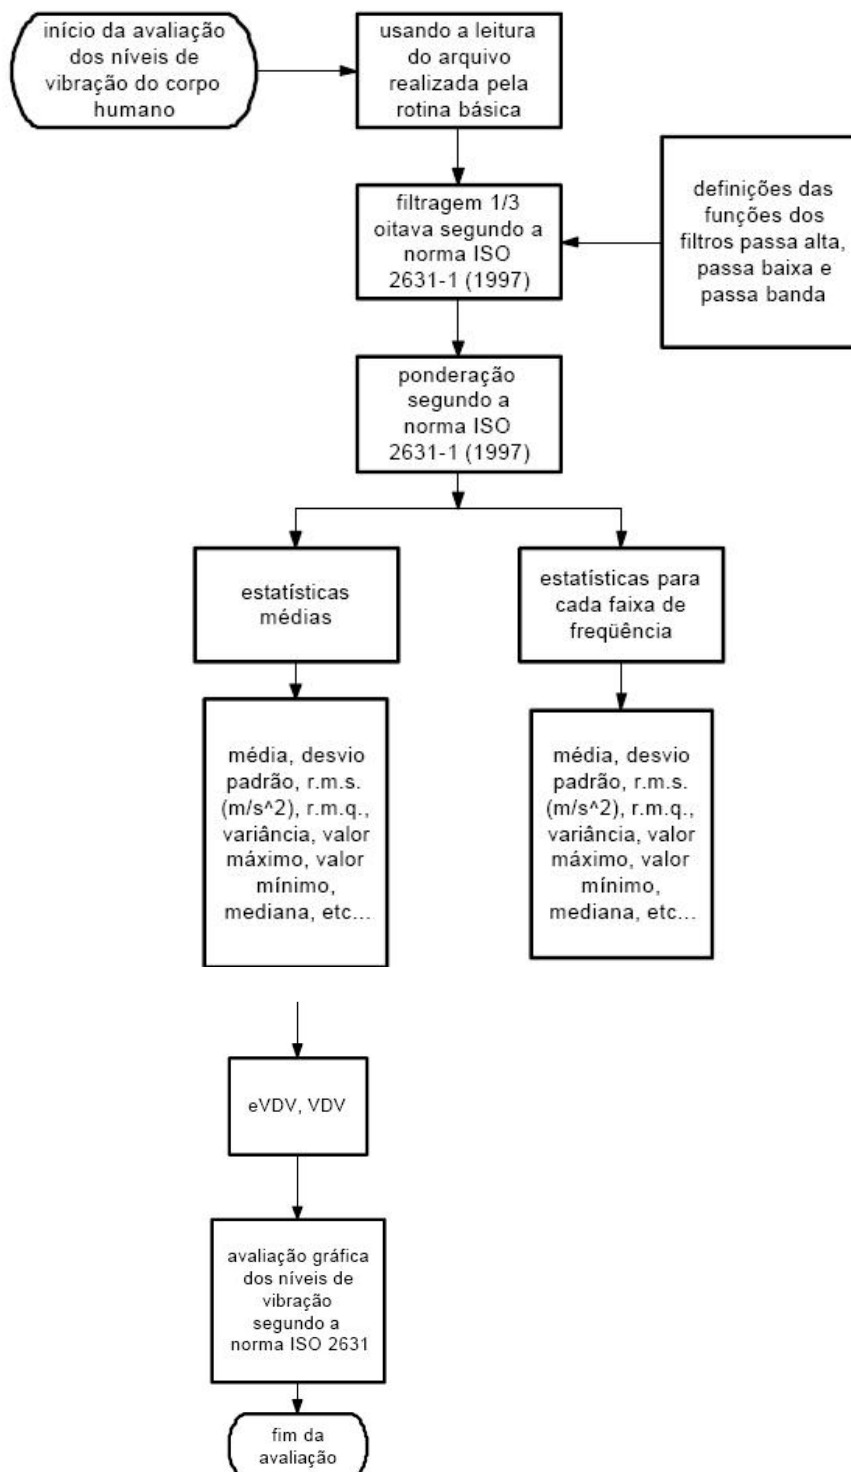 início da avaliação
dos níveis de
vibração do corpo
humano
usando a leitura
do arquivo
realizada pela
rotina básica
filtragem 1/3
oitava segundo a
norma ISO
2631-1 (1997)
definições das
funções dos
filtros passa alta,
passa baixa e
passa banda
ponderação
segundo a
norma ISO
2631-1 (1997)
estatísticas
médias
estatísticas para
cada faixa de
freqüência
média, desvio
padrão, r.m.s.
(m/s^2), r.m.q.,
variância, valor
máximo, valor
mínimo,
mediana, etc...
média, desvio
padrão, r.m.s.
(m/s^2), r.m.q.,
variância, valor
máximo, valor
mínimo,
mediana, etc...
eVDV, VDV
avaliação gráfica
dos níveis de
vibração
segundo a
norma ISO 2631
fim da
avaliação